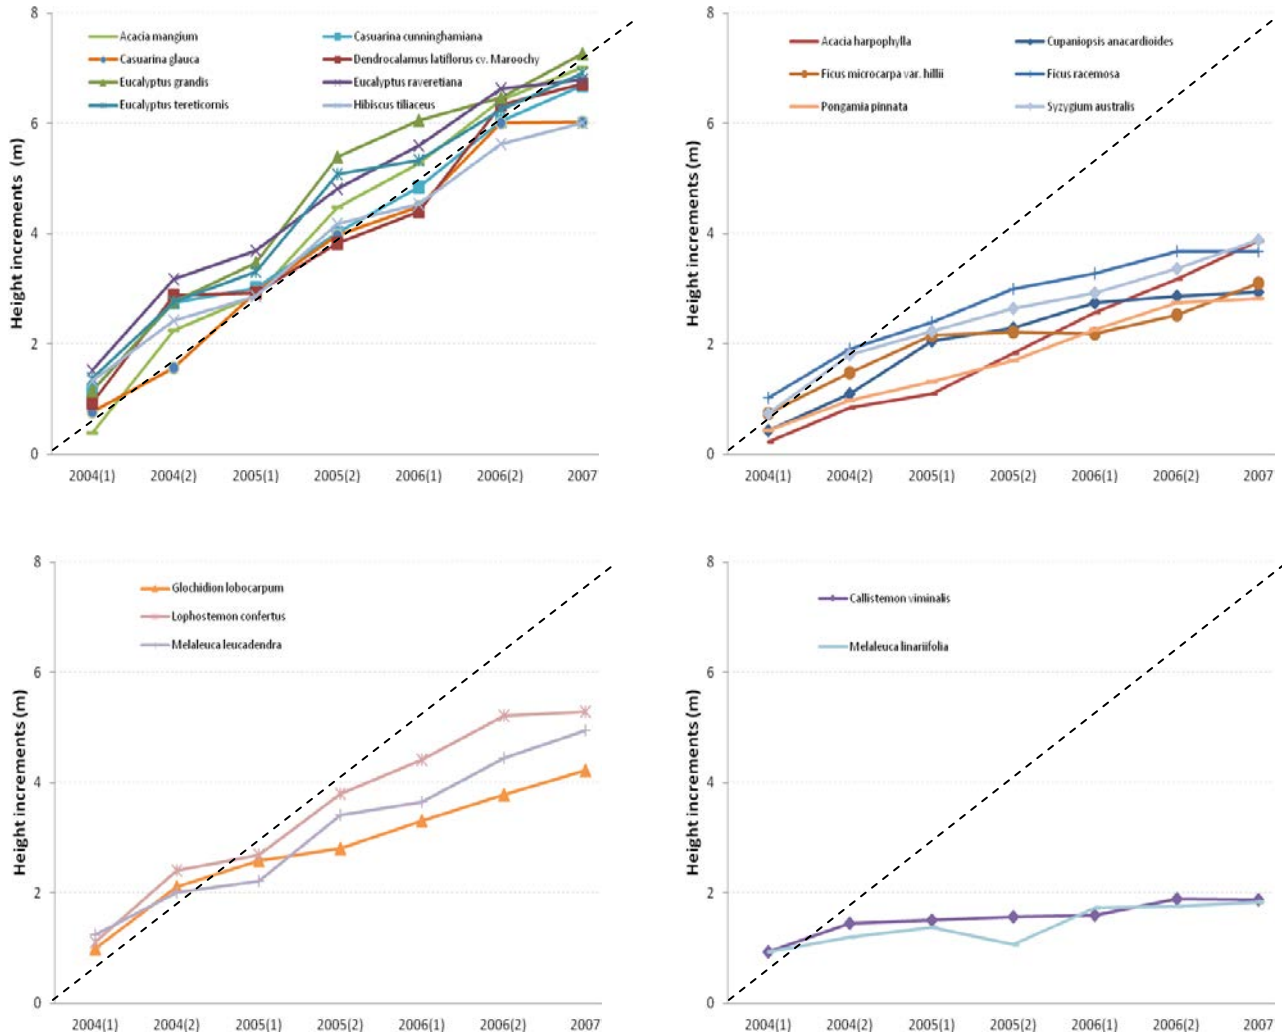 8
6
4
2
0
Height increments (m)
Acacia mangium
Casuarina cunninghamiana
Casuarina glauca
Dendrocalamus latiflorus cv. Maroochy
Eucalyptus grandis
Eucalyptus raveretiana
Eucalyptus tereticornis
Hibiscus tiliaceus
2004(1) 2004(2) 2005(1) 2005(2) 2006(1) 2006(2) 2007
8
6
4
2
0
Height increments (m)
Acacia harpophylla
Cupaniopsis anacardioides
Ficus microcarpa var. hillii
Ficus racemosa
Pongamia pinnata
Syzygium australis
2004(1) 2004(2) 2005(1) 2005(2) 2006(1) 2006(2) 2007
8
6
4
2
0
Height increments (m)
Glochidion lobocarpum
Lophostemon confertus
Melaleuca leucadendra
2004(1) 2004(2) 2005(1) 2005(2) 2006(1) 2006(2) 2007
8
6
4
2
0
Height increments (m)
Callistemon viminalis
Melaleuca linariifolia
2004(1) 2004(2) 2005(1) 2005(2) 2006(1) 2006(2) 2007